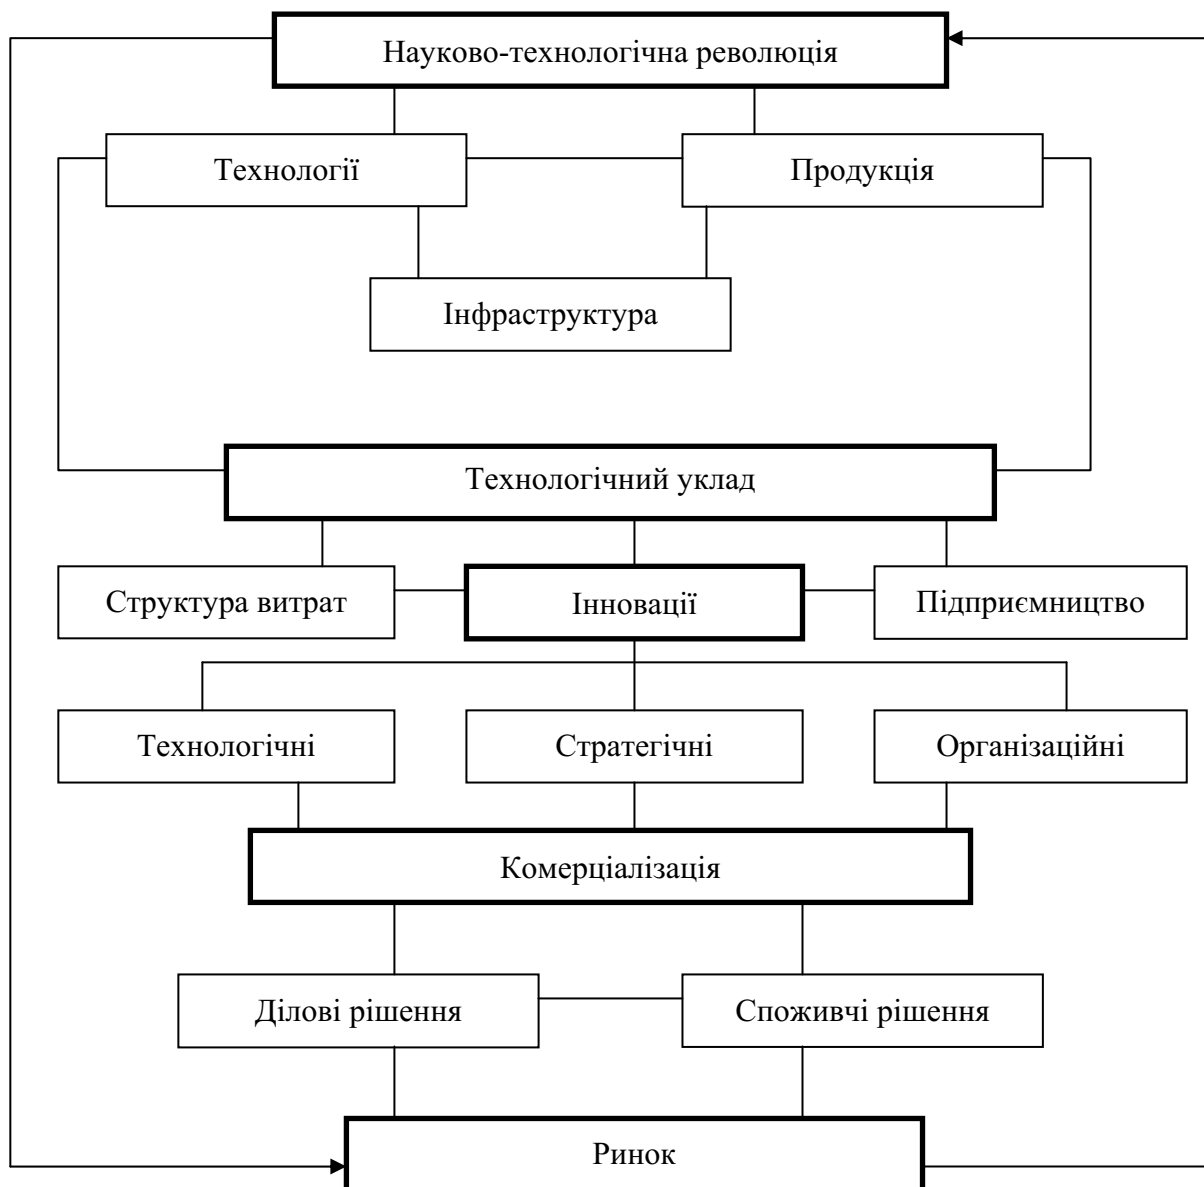 Науково-технологічна революція
Технології
Продукція
Інфраструктура
Технологічний уклад
Структура витрат
Інновації
Підприємництво
Технологічні
Стратегічні
Організаційні
Комерціалізація
Ділові рішення
Споживчі рішення
Ринок